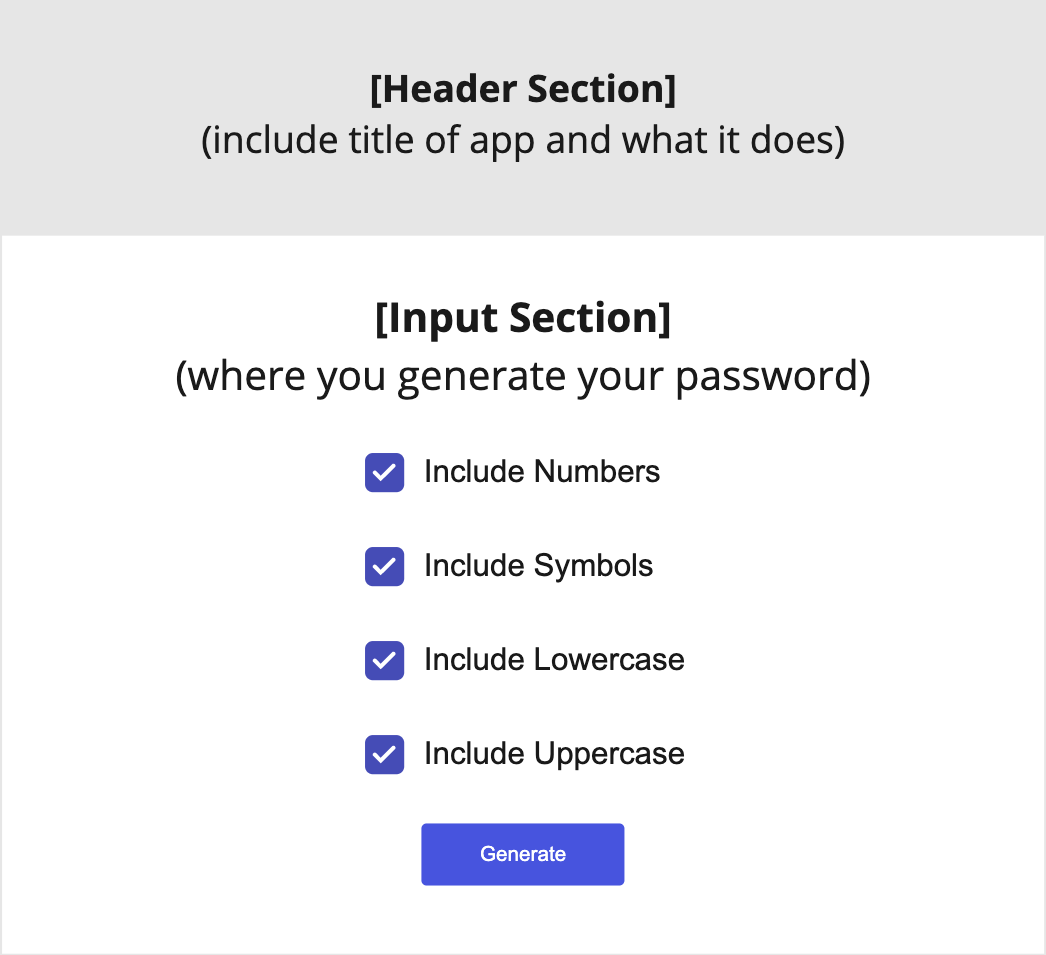 [Header Section]
(include title of app and what it does)
[Input Section]
(where you generate your password)
Include Numbers
Include Symbols
Include Lowercase
Include Uppercase
Generate